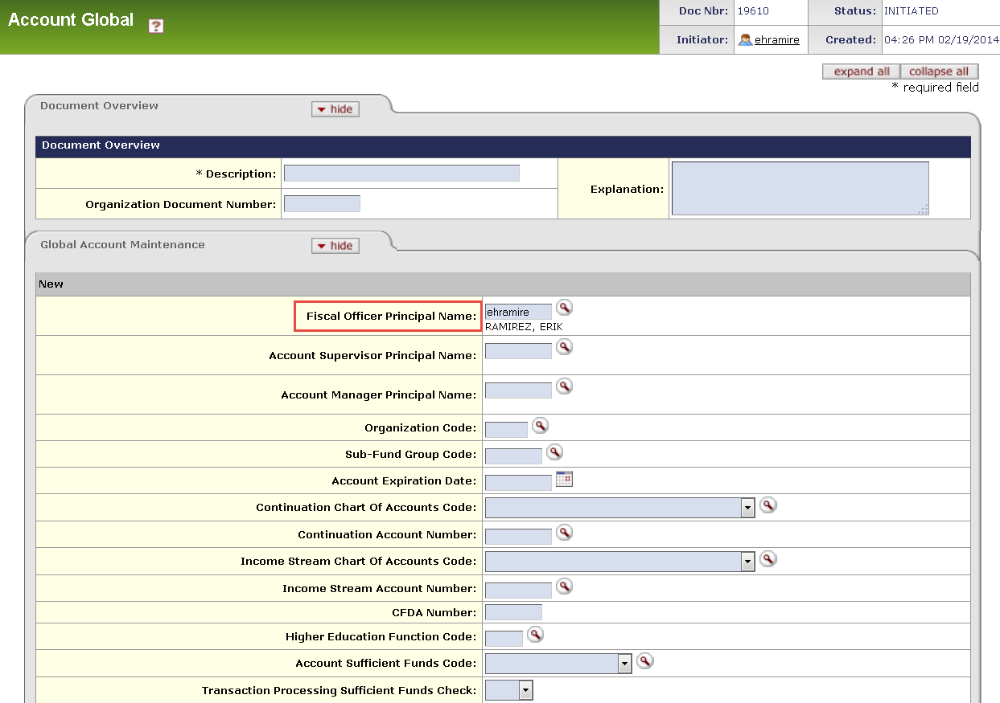 Account Global ?
Doc Nbr: 19610 Status: INITIATED
Initiator: ehramire Created: 04:26 PM 02/19/2014
expand all collapse all
* required field
Document Overview hide
Document Overview
* Description:
Explanation:
Organization Document Number:
Global Account Maintenance hide
New
Fiscal Officer Principal Name: ehramire
RAMIREZ, ERIK
Account Supervisor Principal Name:
Account Manager Principal Name:
Organization Code:
Sub-Fund Group Code:
Account Expiration Date:
Continuation Chart Of Accounts Code:
Continuation Account Number:
Income Stream Chart Of Accounts Code:
Income Stream Account Number:
CFDA Number:
Higher Education Function Code:
Account Sufficient Funds Code:
Transaction Processing Sufficient Funds Check: